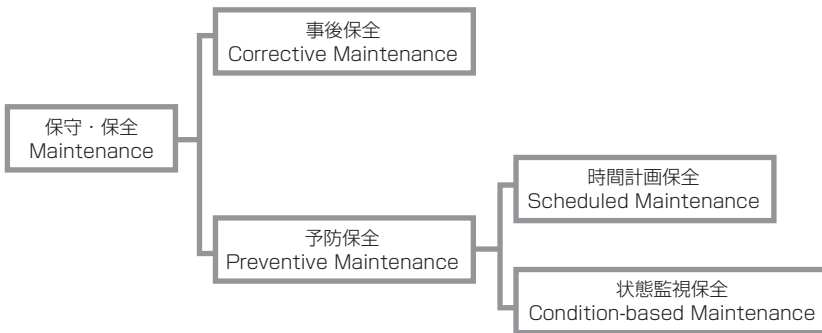 事後保全
Corrective Maintenance
保守・保全
Maintenance
時間計画保全
Scheduled Maintenance
予防保全
Preventive Maintenance
状態監視保全
Condition-based Maintenance